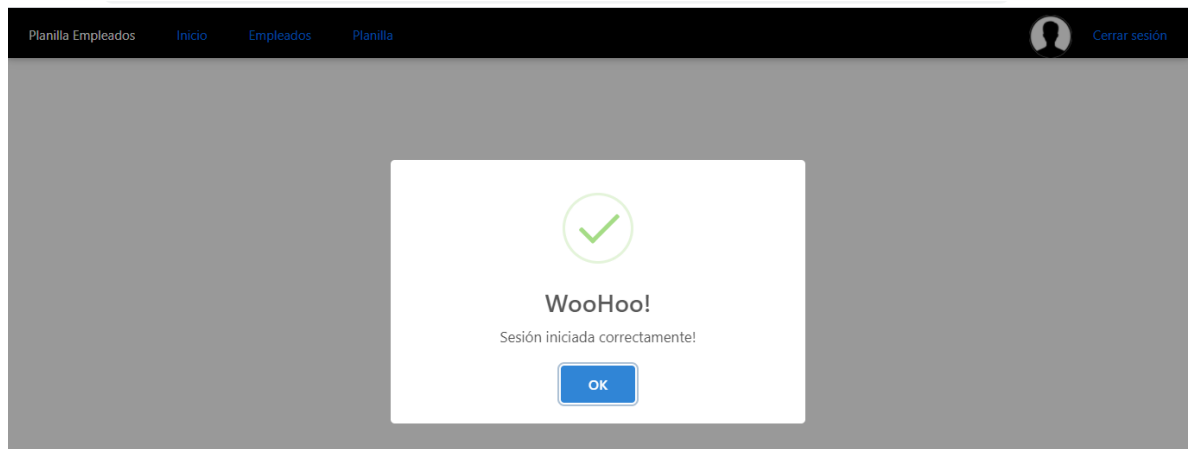 Planilla Empleados Inicio Empleados Planilla Cerrar sesión
WooHoo!
Sesión iniciada correctamente!
OK